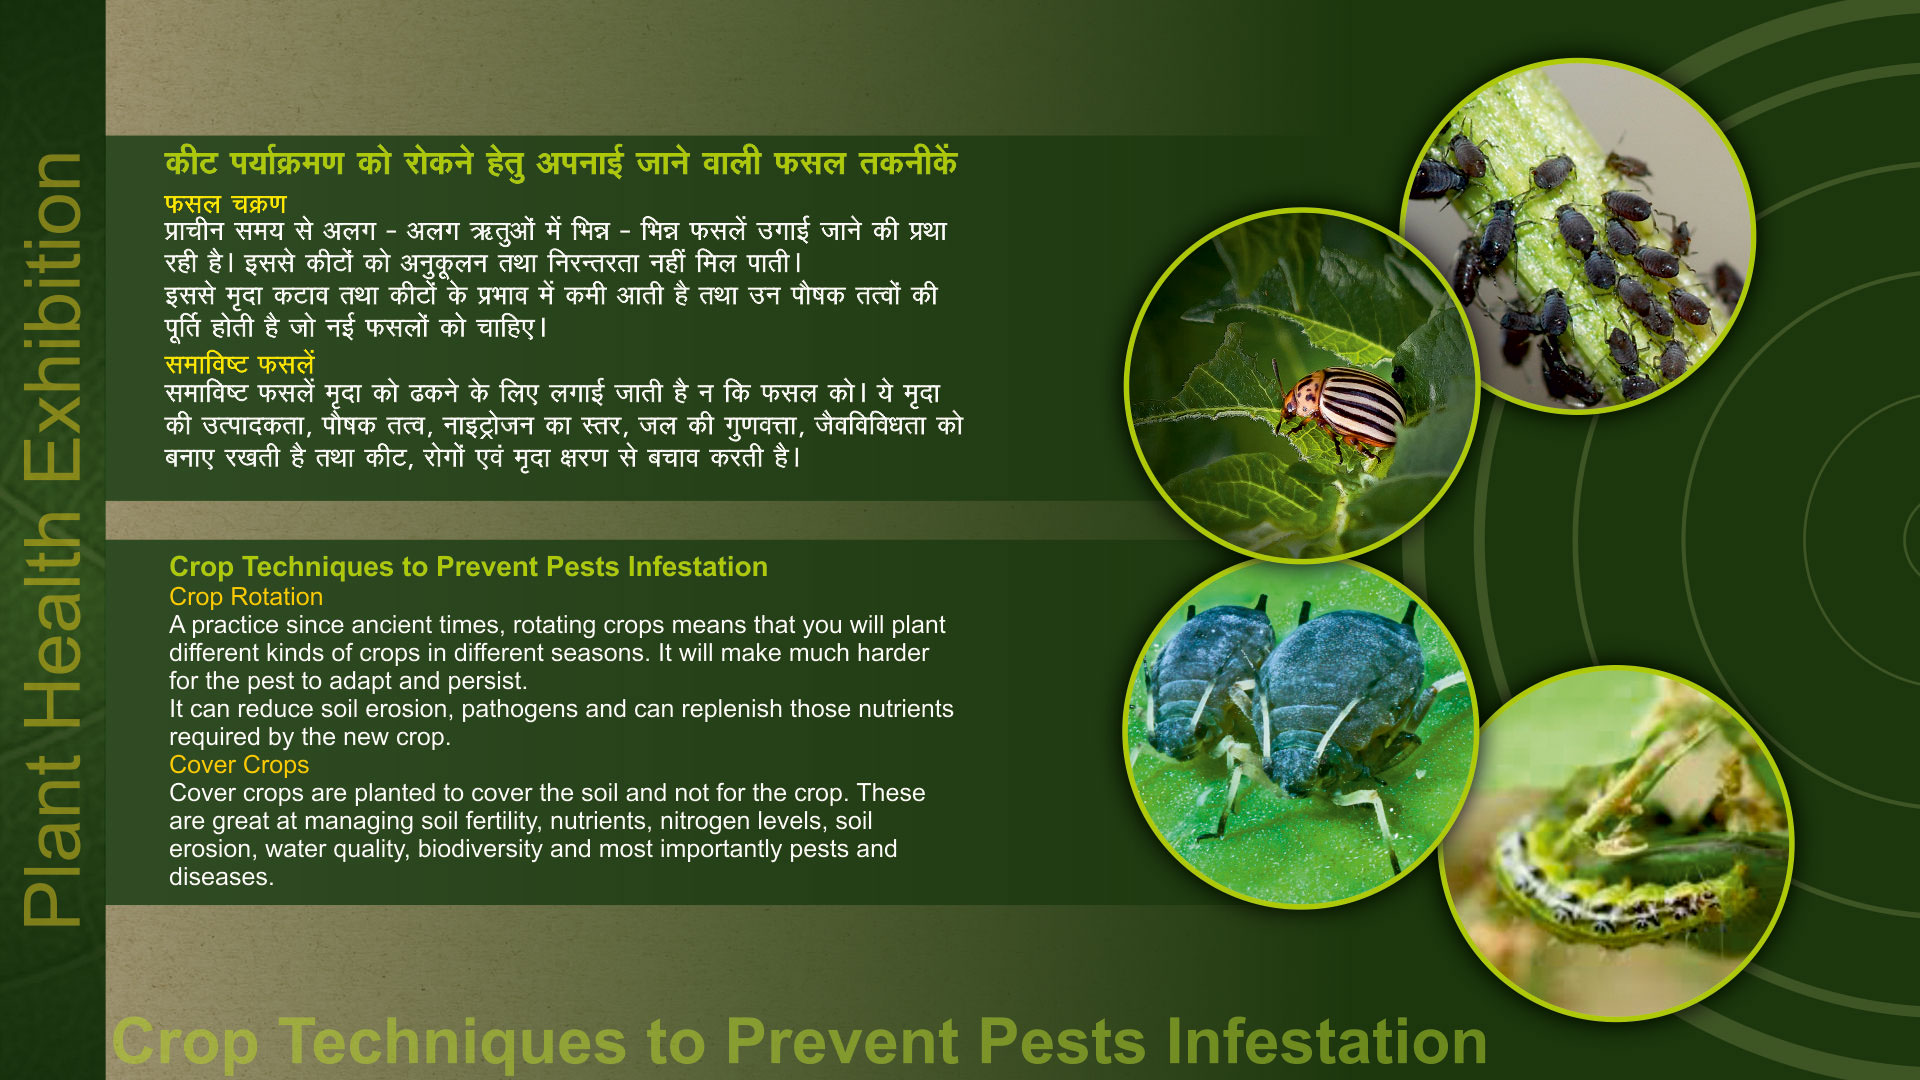 Plant Health Exhibition
कीट पर्याक्रमण को रोकने हेतु अपनाई जाने वाली फसल तकनीकें
फसल चक्रण
प्राचीन समय से अलग – अलग ऋतुओं में भिन्न – भिन्न फसलें उगाई जाने की प्रथा
रही है। इससे कीटों को अनुकूलन तथा निरन्तरता नहीं मिल पाती।
इससे मृदा कटाव तथा कीटों के प्रभाव में कमी आती है तथा उन पौषक तत्वों की
पूर्ति होती है जो नई फसलों को चाहिए।
समाविष्ट फसलें
समाविष्ट फसलें मृदा को ढकने के लिए लगाई जाती है न कि फसल को। ये मृदा
की उत्पादकता, पौषक तत्व, नाइट्रोजन का स्तर, जल की गुणवत्ता, जैवविविधता को
बनाए रखती है तथा कीट, रोगों एवं मृदा क्षरण से बचाव करती है।
Crop Techniques to Prevent Pests Infestation
Crop Rotation
A practice since ancient times, rotating crops means that you will plant
different kinds of crops in different seasons. It will make much harder
for the pest to adapt and persist.
It can reduce soil erosion, pathogens and can replenish those nutrients
required by the new crop.
Cover Crops
Cover crops are planted to cover the soil and not for the crop. These
are great at managing soil fertility, nutrients, nitrogen levels, soil
erosion, water quality, biodiversity and most importantly pests and
diseases.
Crop Techniques to Prevent Pests Infestation